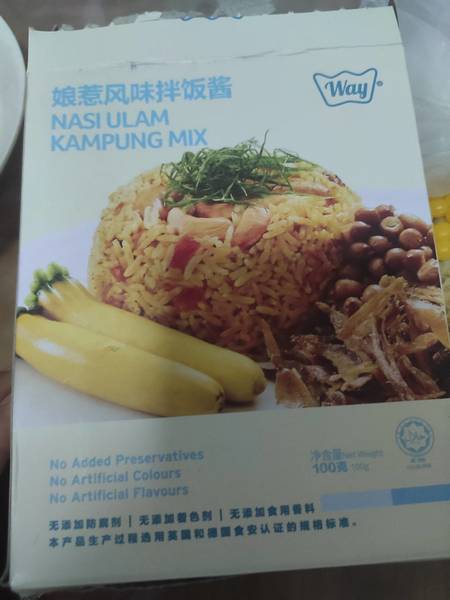 娘惹风味拌饭酱
Way
NASI ULAM
KAMPUNG MIX
No Added Preservatives
No Artificial Colours
No Artificial Flavours
净含量 Net Weight
100克 100g
无添加防腐剂 | 无添加着色剂 | 无添加食用香料
本产品生产过程选用英国和德国食安认证的规格标准。